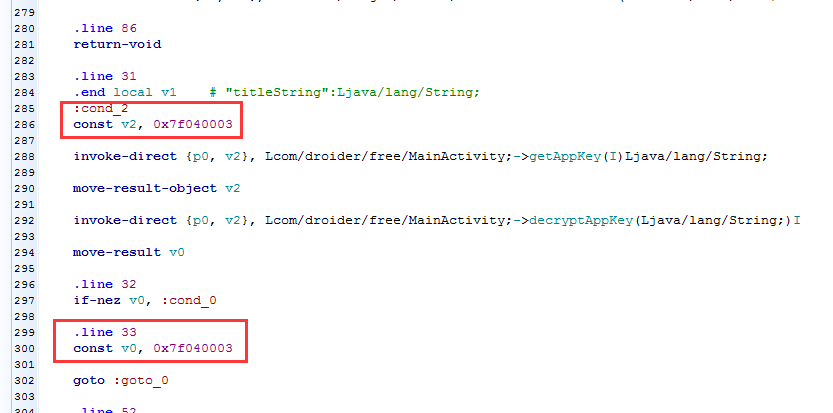 279
280 .line 86
281 return-void
282
283 .line 31
284 .end local v1 # "titleString":Ljava/lang/String;
285 :cond_2
286 const v2, 0x7f040003
287
288 invoke-direct {p0, v2}, Lcom/droider/free/MainActivity;->getAppKey(I)Ljava/lang/String;
289
290 move-result-object v2
291
292 invoke-direct {p0, v2}, Lcom/droider/free/MainActivity;->decryptAppKey(Ljava/lang/String;)I
293
294 move-result v0
295
296 .line 32
297 if-nez v0, :cond_0
298
299 .line 33
300 const v0, 0x7f040003
301
302 goto :goto_0
303
304 .line 52